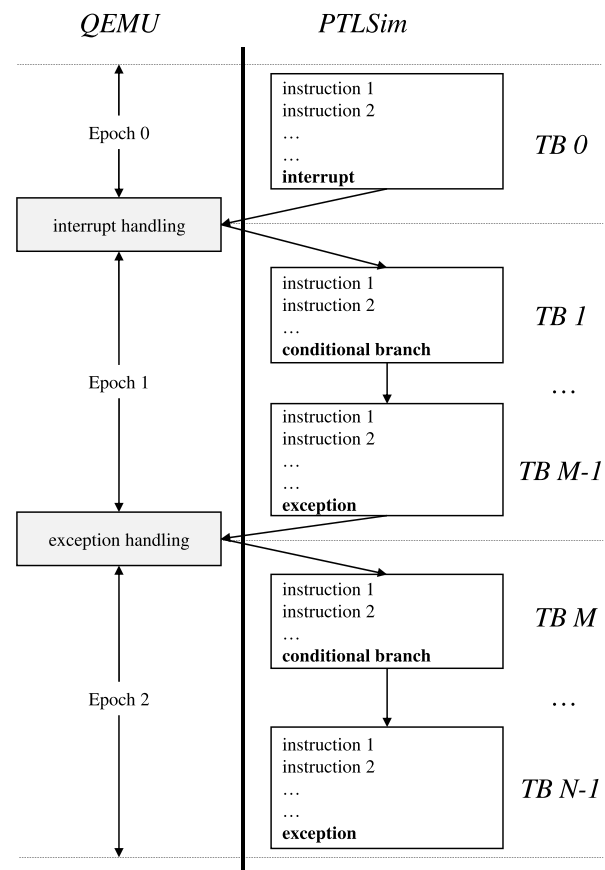 QEMU
PTLSim
Epoch 0
instruction 1
instruction 2
…
…
interrupt
TB 0
interrupt handling
Epoch 1
instruction 1
instruction 2
…
conditional branch
TB 1
…
instruction 1
instruction 2
…
…
exception
TB M-1
exception handling
Epoch 2
instruction 1
instruction 2
…
conditional branch
TB M
…
instruction 1
instruction 2
…
…
exception
TB N-1